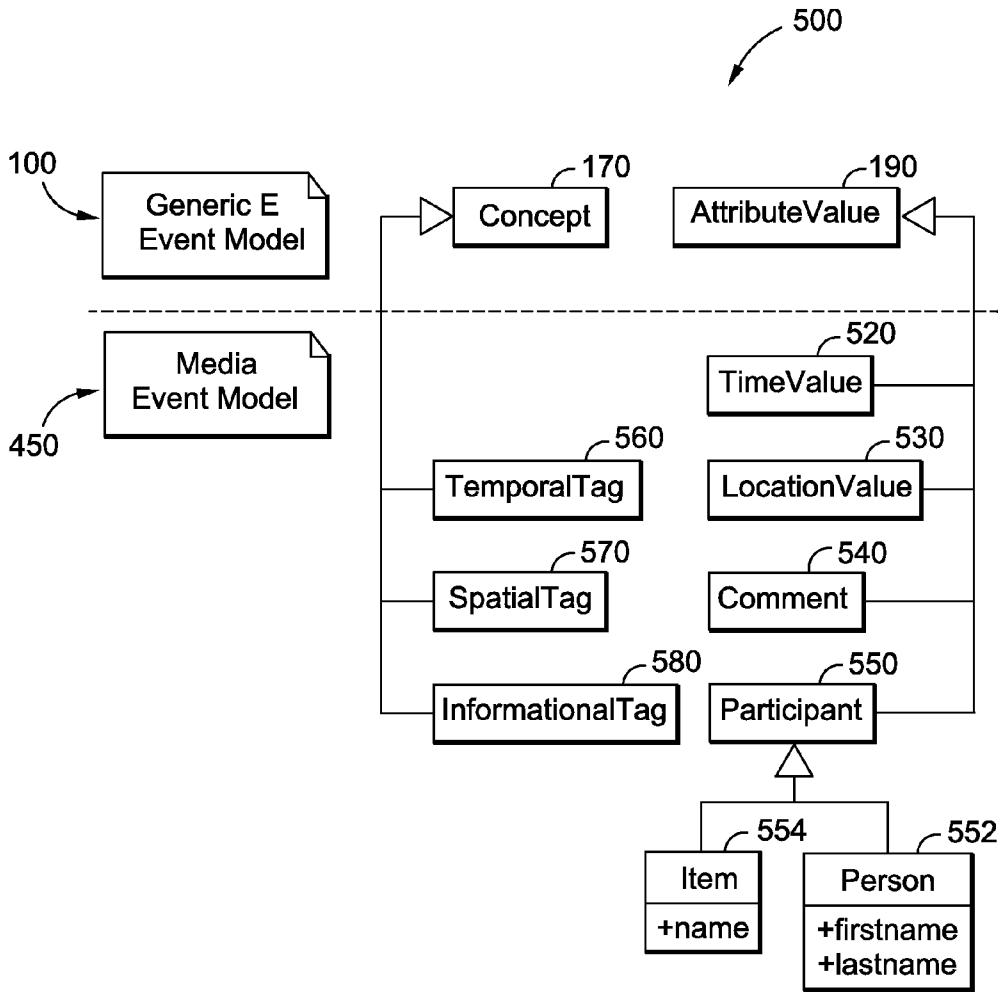 500
100
Generic E
Event Model
170
Concept
190
AttributeValue
450
Media
Event Model
520
TimeValue
560
TemporalTag
530
LocationValue
570
SpatialTag
540
Comment
580
InformationalTag
550
Participant
554
Item
+name
552
Person
+firstname
+lastname